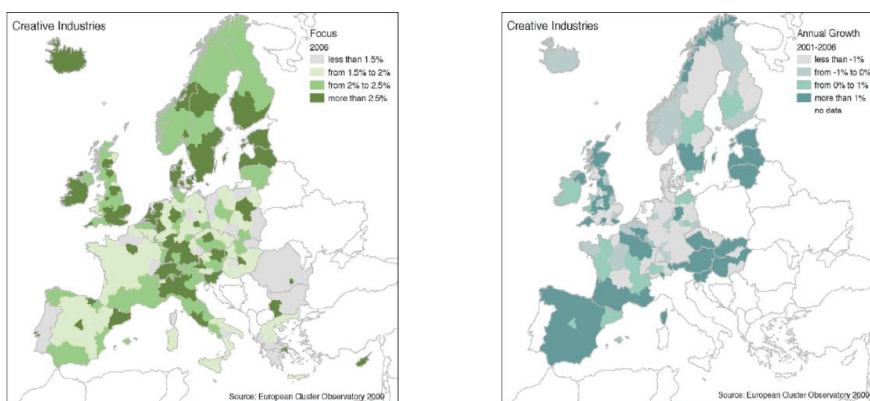 Creative Industries
Focus
2006
less than 1.5%
from 1.5% to 2%
from 2% to 2.5%
more than 2.5%
Source: European Cluster Observatory 2009
Creative Industries
Annual Growth
2001-2006
less than -1%
from -1% to 0%
from 0% to 1%
more than 1%
no data
Source: European Cluster Observatory 2009